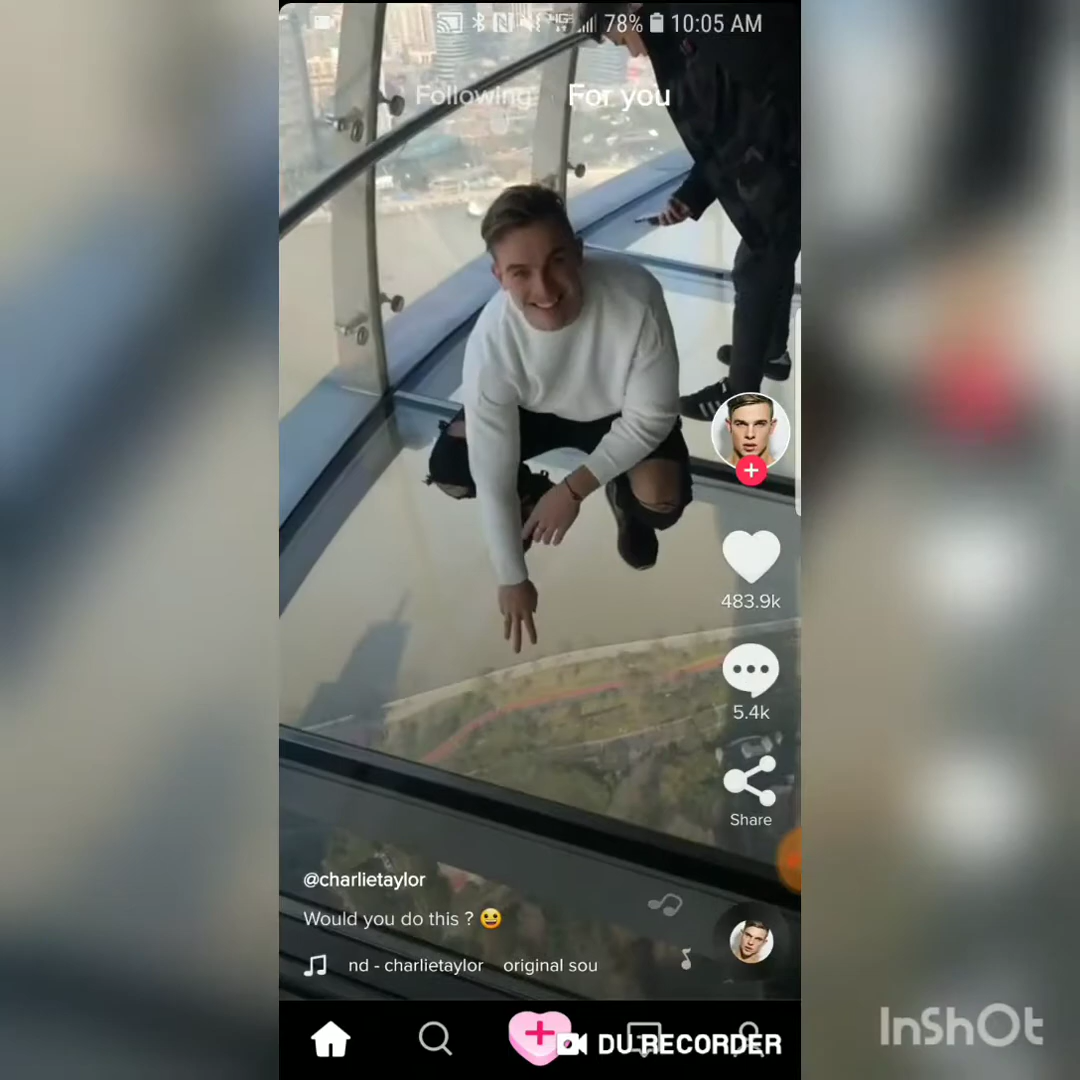 4G 78% 10:05 AM
Following For you
483.9k
5.4k
Share
@charlietaylor
Would you do this ? 😆
nd - charlietaylor original sou
DU RECORDER
InShOt